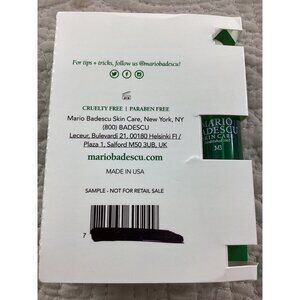 For tips + tricks, follow us @mariobadescu
CRUELTY FREE | PARABEN FREE
Mario Badescu Skin Care, New York, NY
(800) BADESCU
Leceur, Bulevardi 21, 00180 Helsinki FI /
Plaza 1, Salford M50 3UB, UK
mariobadescu.com
MADE IN USA
SAMPLE - NOT FOR RETAIL SALE
7
MARIO
BADESCU
SKIN CARE